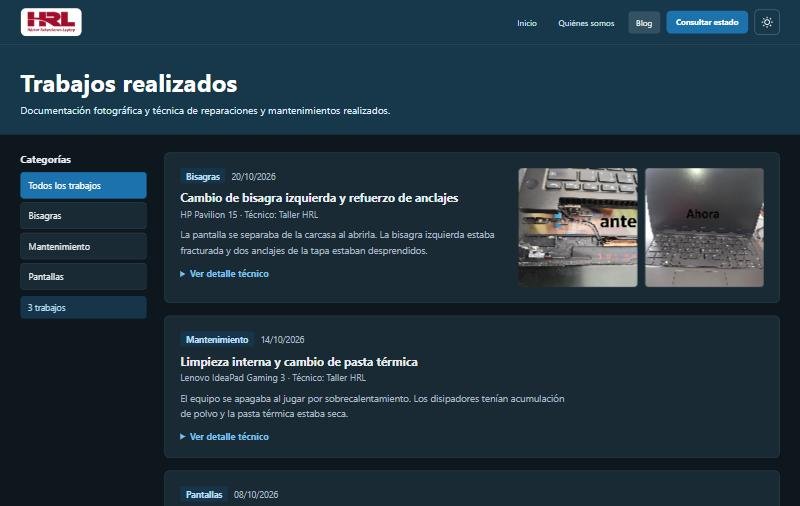 HRL
Inicio
Quiénes somos
Blog
Consultar estado
Trabajos realizados
Documentación fotográfica y técnica de reparaciones y mantenimientos realizados.
Categorías
Todos los trabajos
Bisagras
Mantenimiento
Pantallas
3 trabajos
Bisagras 20/10/2026
Cambio de bisagra izquierda y refuerzo de anclajes
HP Pavilion 15 · Técnico: Taller HRL
La pantalla se separaba de la carcasa al abrirla. La bisagra izquierda estaba
fracturada y dos anclajes de la tapa estaban desprendidos.
Ver detalle técnico
ante
Ahora
Mantenimiento 14/10/2026
Limpieza interna y cambio de pasta térmica
Lenovo IdeaPad Gaming 3 · Técnico: Taller HRL
El equipo se apagaba al jugar por sobrecalentamiento. Los disipadores tenían acumulación
de polvo y la pasta térmica estaba seca.
Ver detalle técnico
Pantallas 08/10/2026